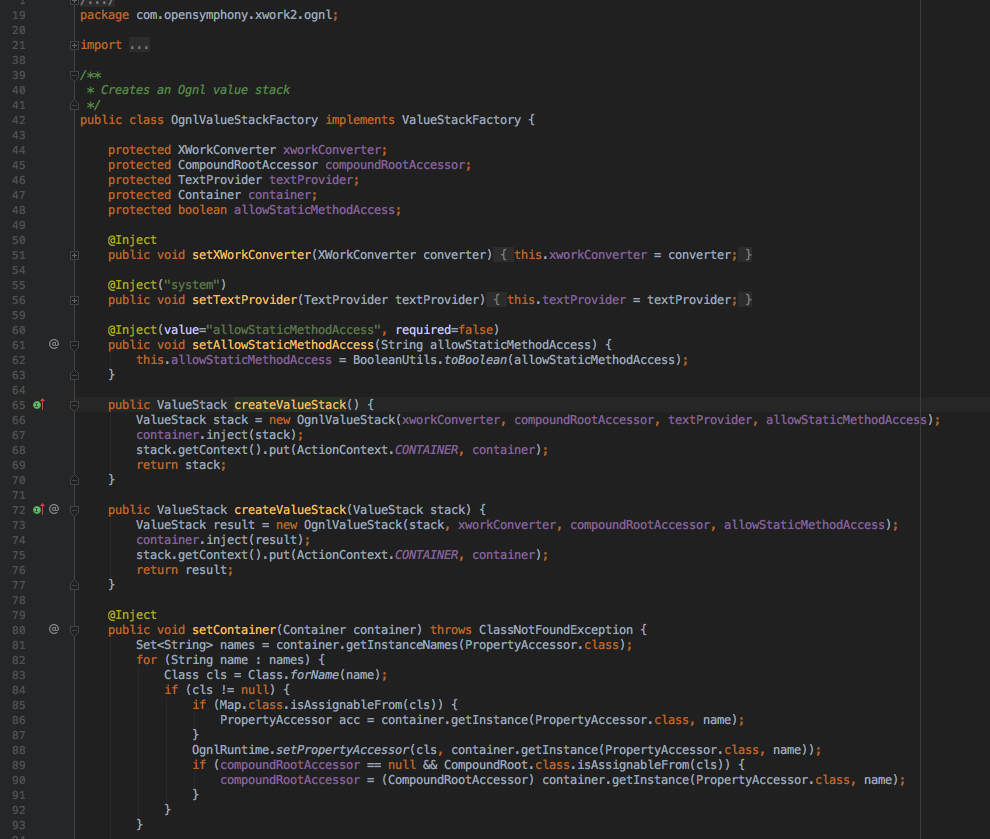 1 /.../
19 package com.opensymphony.xwork2.ognl;
20
21 import ...
38
39 /**
40  * Creates an Ognl value stack
41  */
42 public class OgnlValueStackFactory implements ValueStackFactory {
43
44     protected XWorkConverter xworkConverter;
45     protected CompoundRootAccessor compoundRootAccessor;
46     protected TextProvider textProvider;
47     protected Container container;
48     protected boolean allowStaticMethodAccess;
49
50     @Inject
51     public void setXWorkConverter(XWorkConverter converter) { this.xworkConverter = converter; }
54
55     @Inject("system")
56     public void setTextProvider(TextProvider textProvider) { this.textProvider = textProvider; }
59
60     @Inject(value="allowStaticMethodAccess", required=false)
61 @     public void setAllowStaticMethodAccess(String allowStaticMethodAccess) {
62         this.allowStaticMethodAccess = BooleanUtils.toBoolean(allowStaticMethodAccess);
63     }
64
65     public ValueStack createValueStack() {
66         ValueStack stack = new OgnlValueStack(xworkConverter, compoundRootAccessor, textProvider, allowStaticMethodAccess);
67         container.inject(stack);
68         stack.getContext().put(ActionContext.CONTAINER, container);
69         return stack;
70     }
71
72 @     public ValueStack createValueStack(ValueStack stack) {
73         ValueStack result = new OgnlValueStack(stack, xworkConverter, compoundRootAccessor, allowStaticMethodAccess);
74         container.inject(result);
75         stack.getContext().put(ActionContext.CONTAINER, container);
76         return result;
77     }
78
79     @Inject
80 @     public void setContainer(Container container) throws ClassNotFoundException {
81         Set<String> names = container.getInstanceNames(PropertyAccessor.class);
82         for (String name : names) {
83             Class cls = Class.forName(name);
84             if (cls != null) {
85                 if (Map.class.isAssignableFrom(cls)) {
86                     PropertyAccessor acc = container.getInstance(PropertyAccessor.class, name);
87                 }
88                 OgnlRuntime.setPropertyAccessor(cls, container.getInstance(PropertyAccessor.class, name));
89                 if (compoundRootAccessor == null && CompoundRoot.class.isAssignableFrom(cls)) {
90                     compoundRootAccessor = (CompoundRootAccessor) container.getInstance(PropertyAccessor.class, name);
91                 }
92             }
93         }